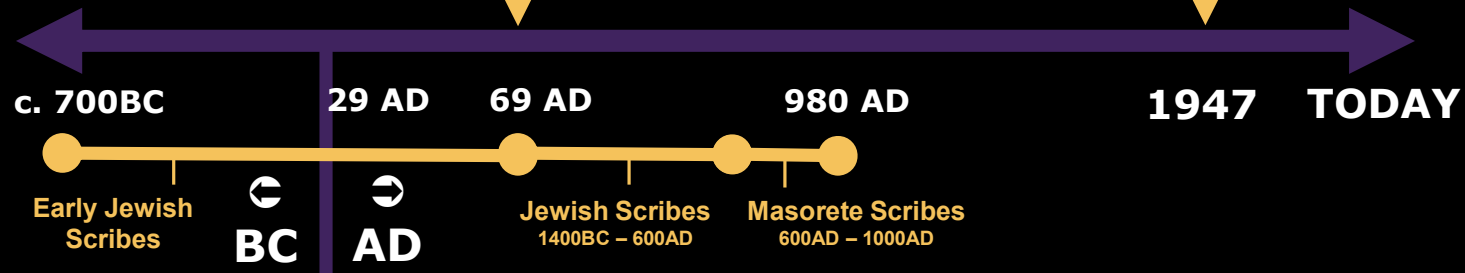 c. 700BC
29 AD
69 AD
980 AD
1947
TODAY
Early Jewish
Scribes
BC
AD
Jewish Scribes
1400BC – 600AD
Masorete Scribes
600AD – 1000AD